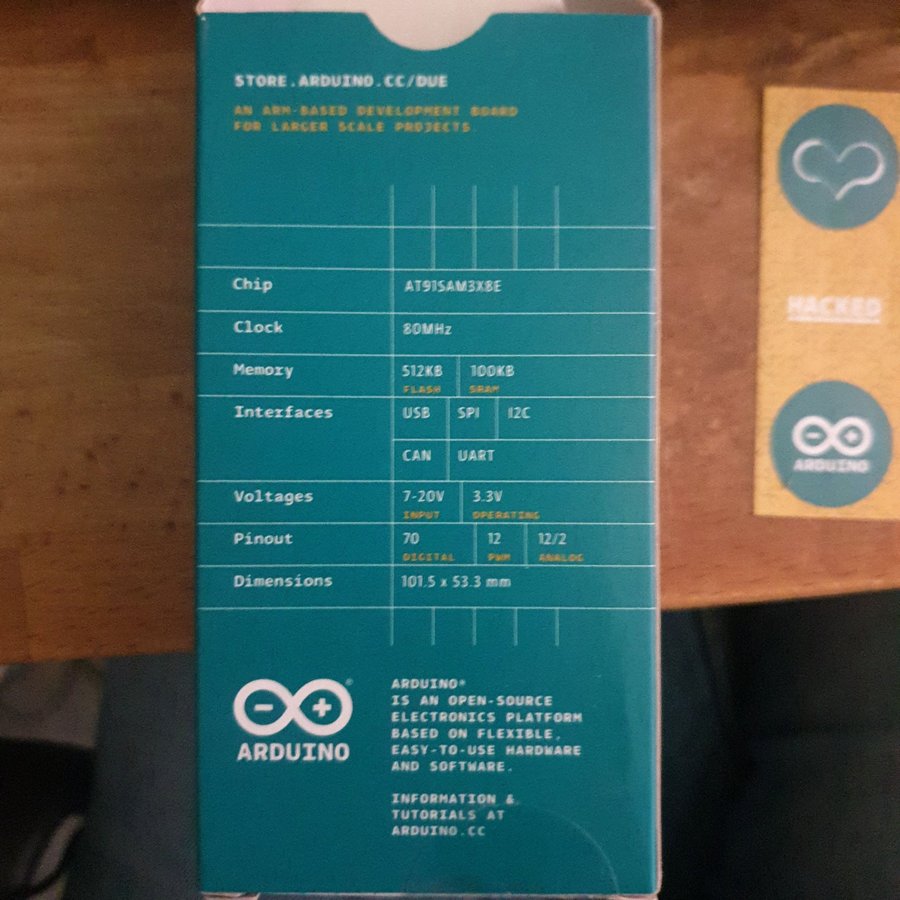 STORE.ARDUINO.CC/DUE
AN ARM-BASED DEVELOPMENT BOARD
FOR LARGER SCALE PROJECTS
Chip AT91SAM3X8E
Clock 80MHz
Memory 512KB 100KB
FLASH SRAM
Interfaces USB SPI I2C
CAN UART
Voltages 7-20V 3.3V
INPUT OPERATING
Pinout 70 12 12/2
DIGITAL PWM ANALOG
Dimensions 101.5 x 53.3 mm
ARDUINO
ARDUINO®
IS AN OPEN-SOURCE
ELECTRONICS PLATFORM
BASED ON FLEXIBLE,
EASY-TO-USE HARDWARE
AND SOFTWARE.
INFORMATION &
TUTORIALS AT
ARDUINO.CC
HACKED
ARDUINO